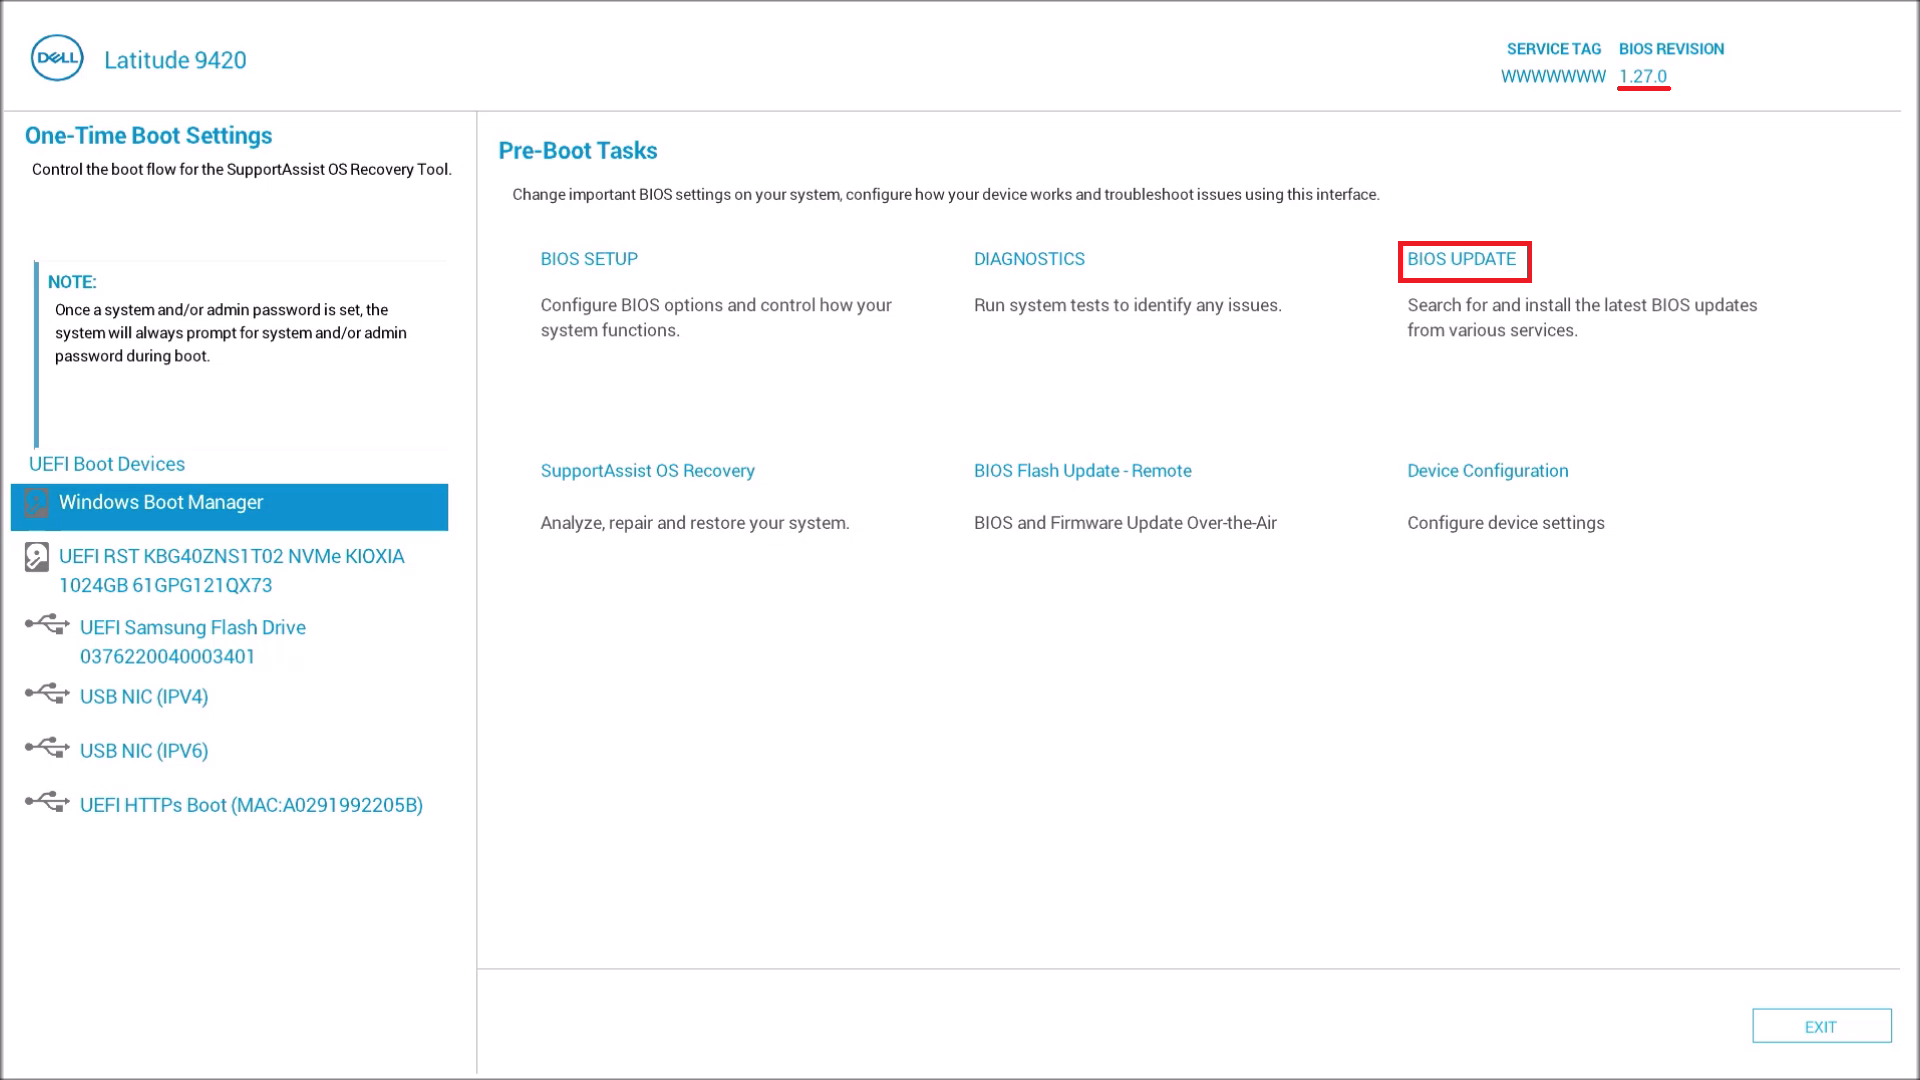 DELL
Latitude 9420
SERVICE TAG
BIOS REVISION
WWWWWWW
1.27.0
One-Time Boot Settings
Control the boot flow for the SupportAssist OS Recovery Tool.
NOTE:
Once a system and/or admin password is set, the
system will always prompt for system and/or admin
password during boot.
UEFI Boot Devices
Windows Boot Manager
UEFI RST KBG40ZNS1T02 NVMe KIOXIA
1024GB 61GPG121QX73
UEFI Samsung Flash Drive
0376220040003401
USB NIC (IPV4)
USB NIC (IPV6)
UEFI HTTPs Boot (MAC:A0291992205B)
Pre-Boot Tasks
Change important BIOS settings on your system, configure how your device works and troubleshoot issues using this interface.
BIOS SETUP
Configure BIOS options and control how your
system functions.
DIAGNOSTICS
Run system tests to identify any issues.
BIOS UPDATE
Search for and install the latest BIOS updates
from various services.
SupportAssist OS Recovery
Analyze, repair and restore your system.
BIOS Flash Update - Remote
BIOS and Firmware Update Over-the-Air
Device Configuration
Configure device settings
EXIT